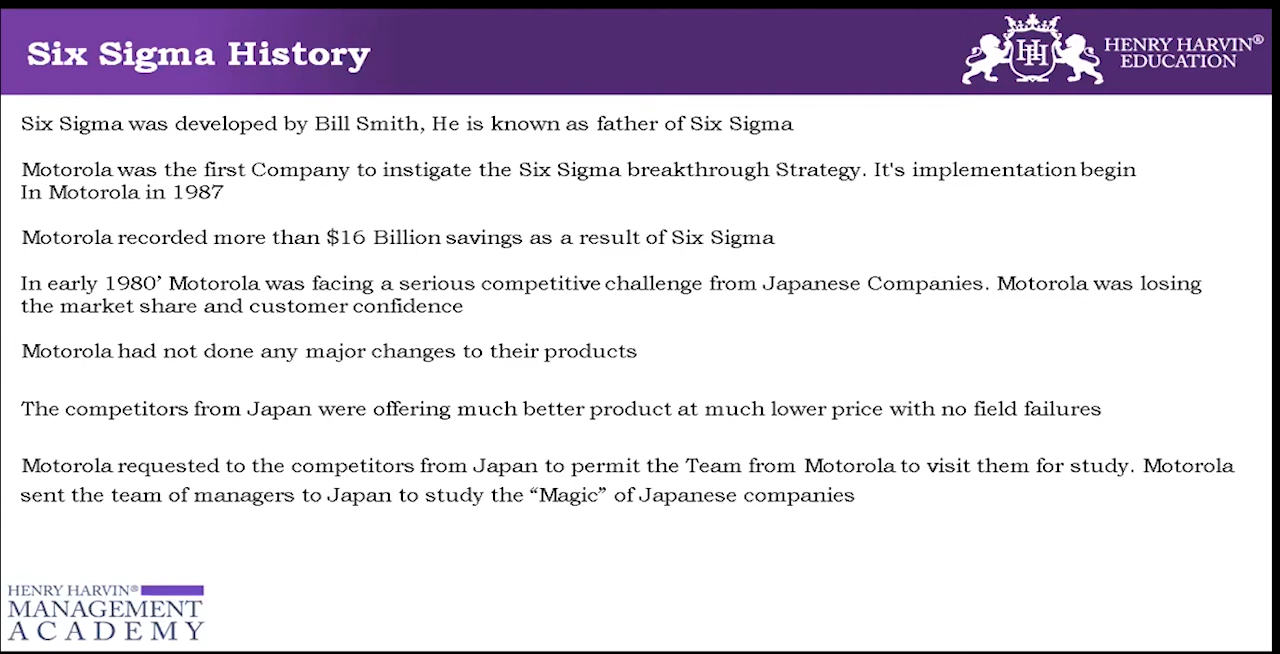 Six Sigma History
HENRY HARVIN®
EDUCATION
Six Sigma was developed by Bill Smith, He is known as father of Six Sigma
Motorola was the first Company to instigate the Six Sigma breakthrough Strategy. It's implementation begin
In Motorola in 1987
Motorola recorded more than $16 Billion savings as a result of Six Sigma
In early 1980’ Motorola was facing a serious competitive challenge from Japanese Companies. Motorola was losing
the market share and customer confidence
Motorola had not done any major changes to their products
The competitors from Japan were offering much better product at much lower price with no field failures
Motorola requested to the competitors from Japan to permit the Team from Motorola to visit them for study. Motorola
sent the team of managers to Japan to study the “Magic” of Japanese companies
HENRY HARVIN®
MANAGEMENT
ACADEMY